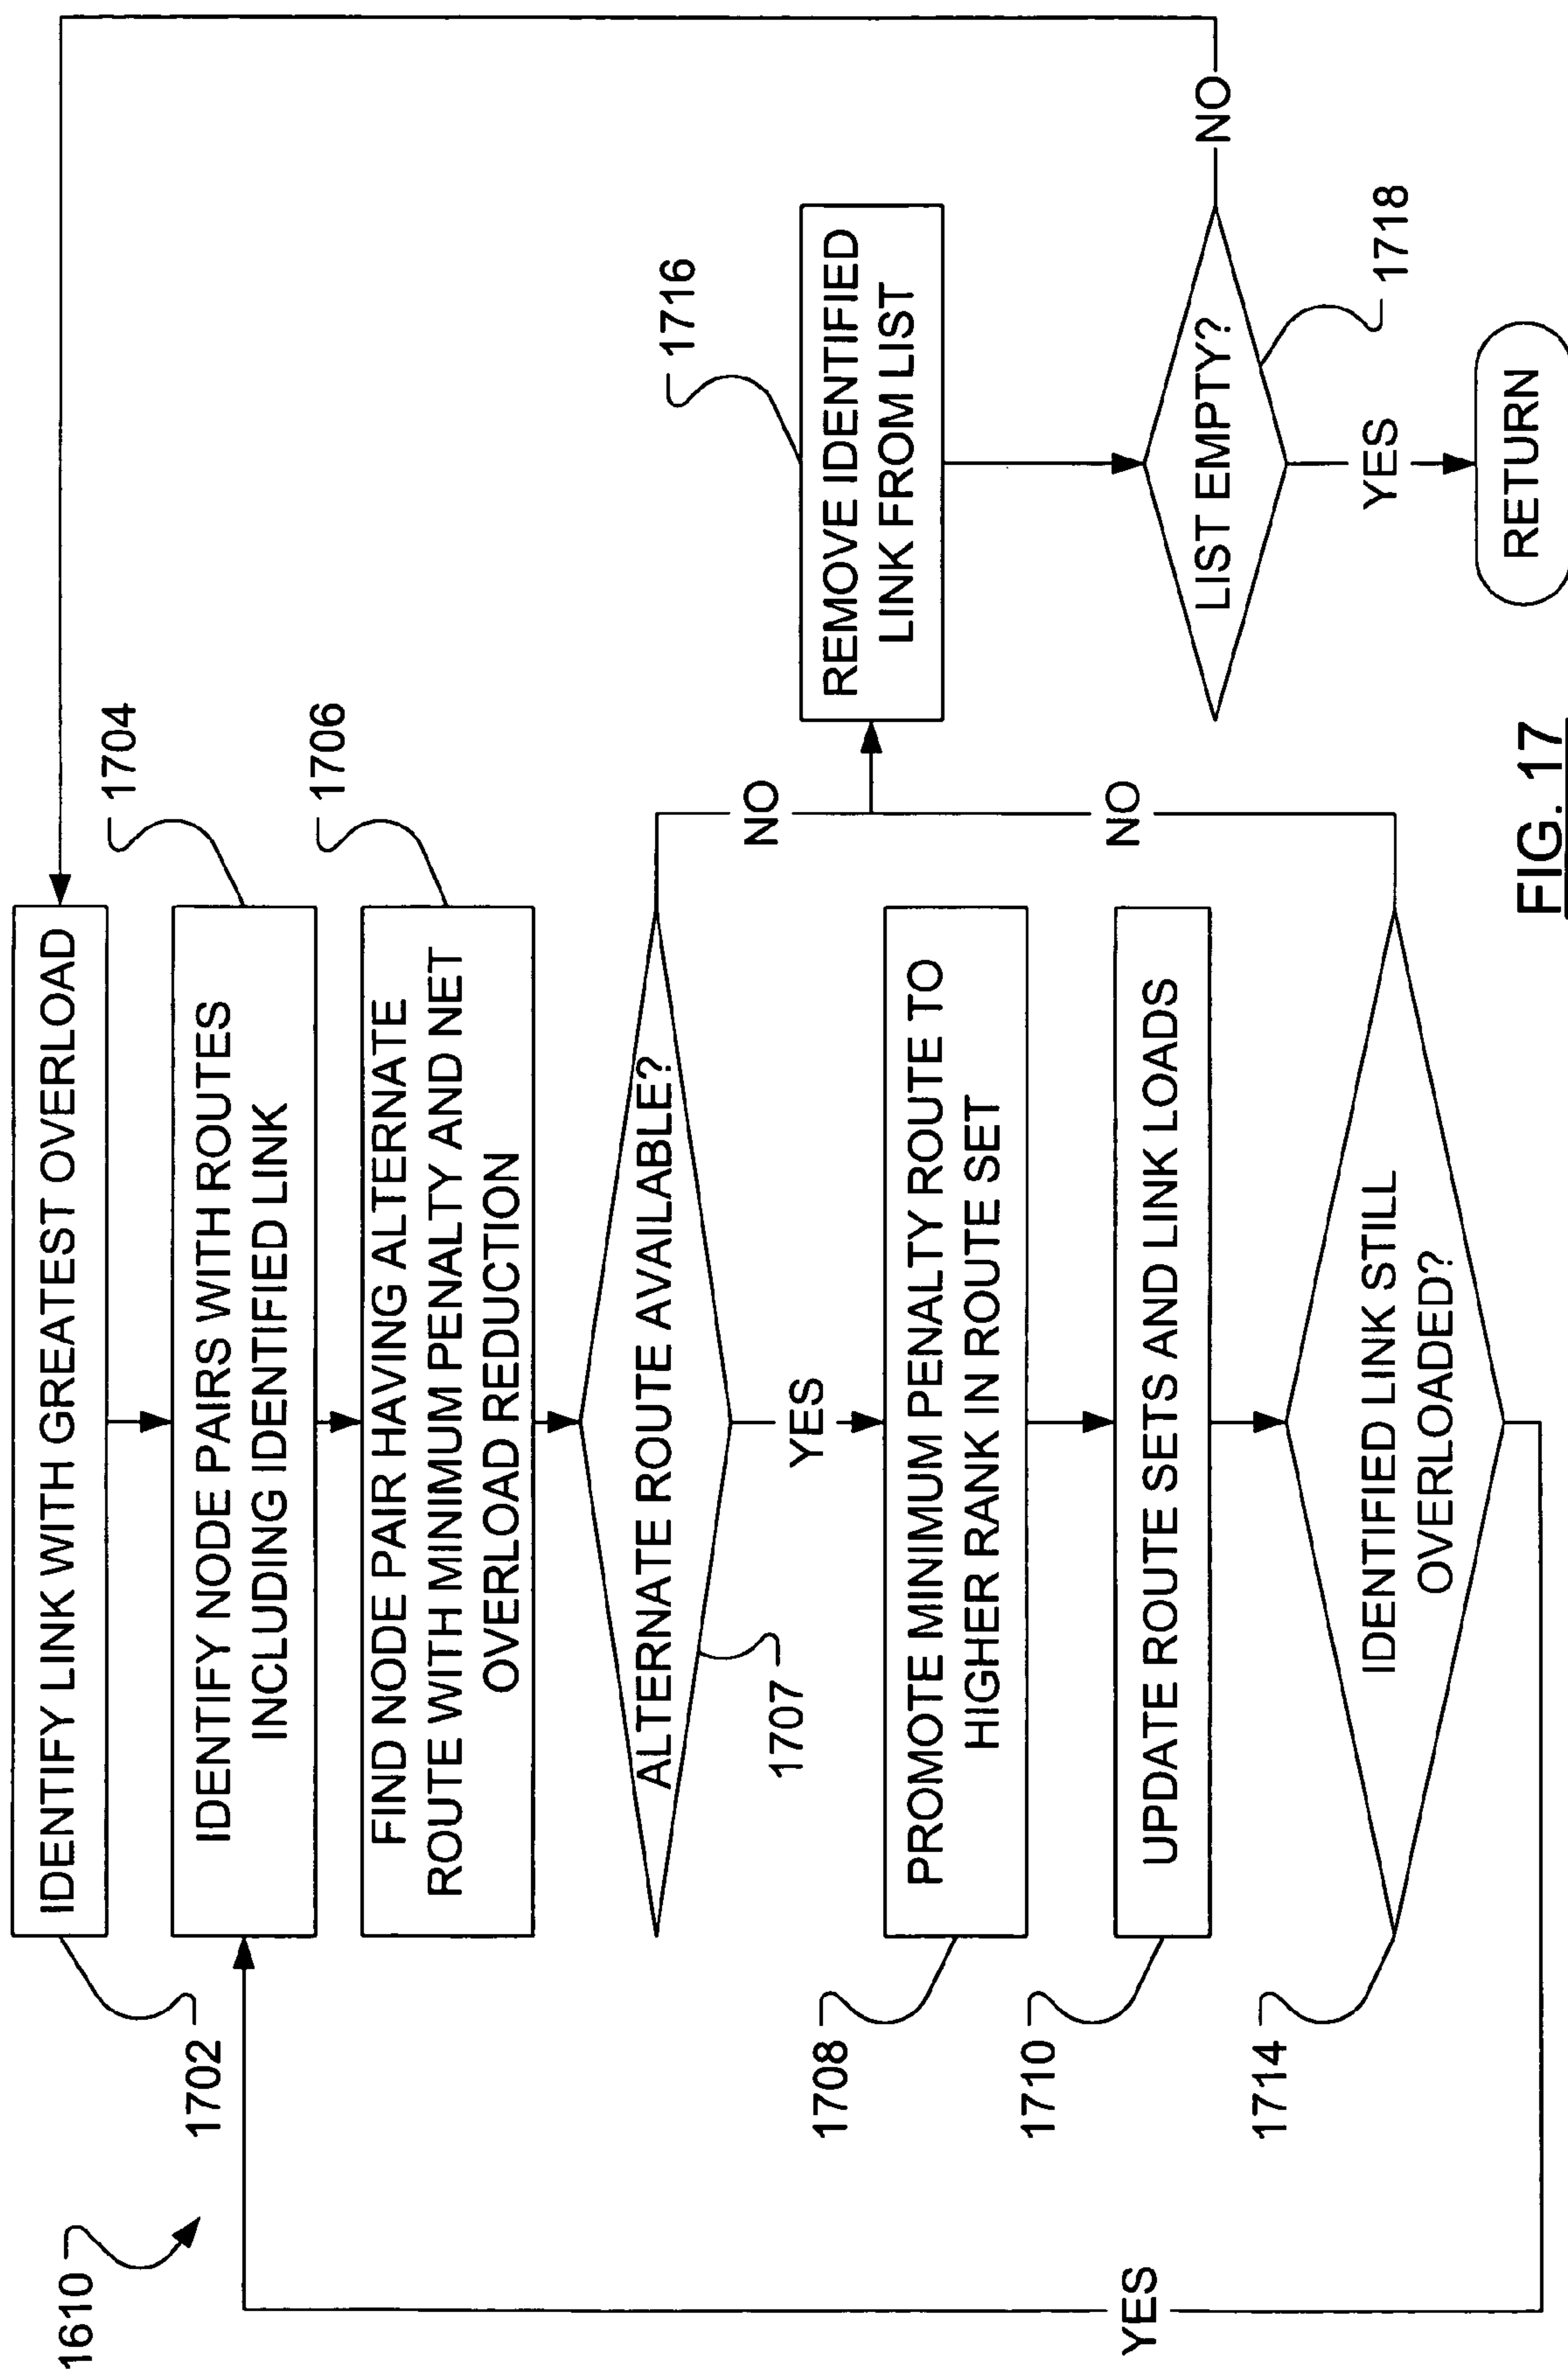 1610
IDENTIFY LINK WITH GREATEST OVERLOAD
1702
IDENTIFY NODE PAIRS WITH ROUTES
INCLUDING IDENTIFIED LINK
1704
FIND NODE PAIR HAVING ALTERNATE
ROUTE WITH MINIMUM PENALTY AND NET
OVERLOAD REDUCTION
1706
ALTERNATE ROUTE AVAILABLE?
1707
NO
YES
PROMOTE MINIMUM PENALTY ROUTE TO
HIGHER RANK IN ROUTE SET
1708
UPDATE ROUTE SETS AND LINK LOADS
1710
IDENTIFIED LINK STILL
OVERLOADED?
1714
NO
YES
REMOVE IDENTIFIED
LINK FROM LIST
1716
LIST EMPTY?
1718
NO
YES
RETURN
FIG. 17